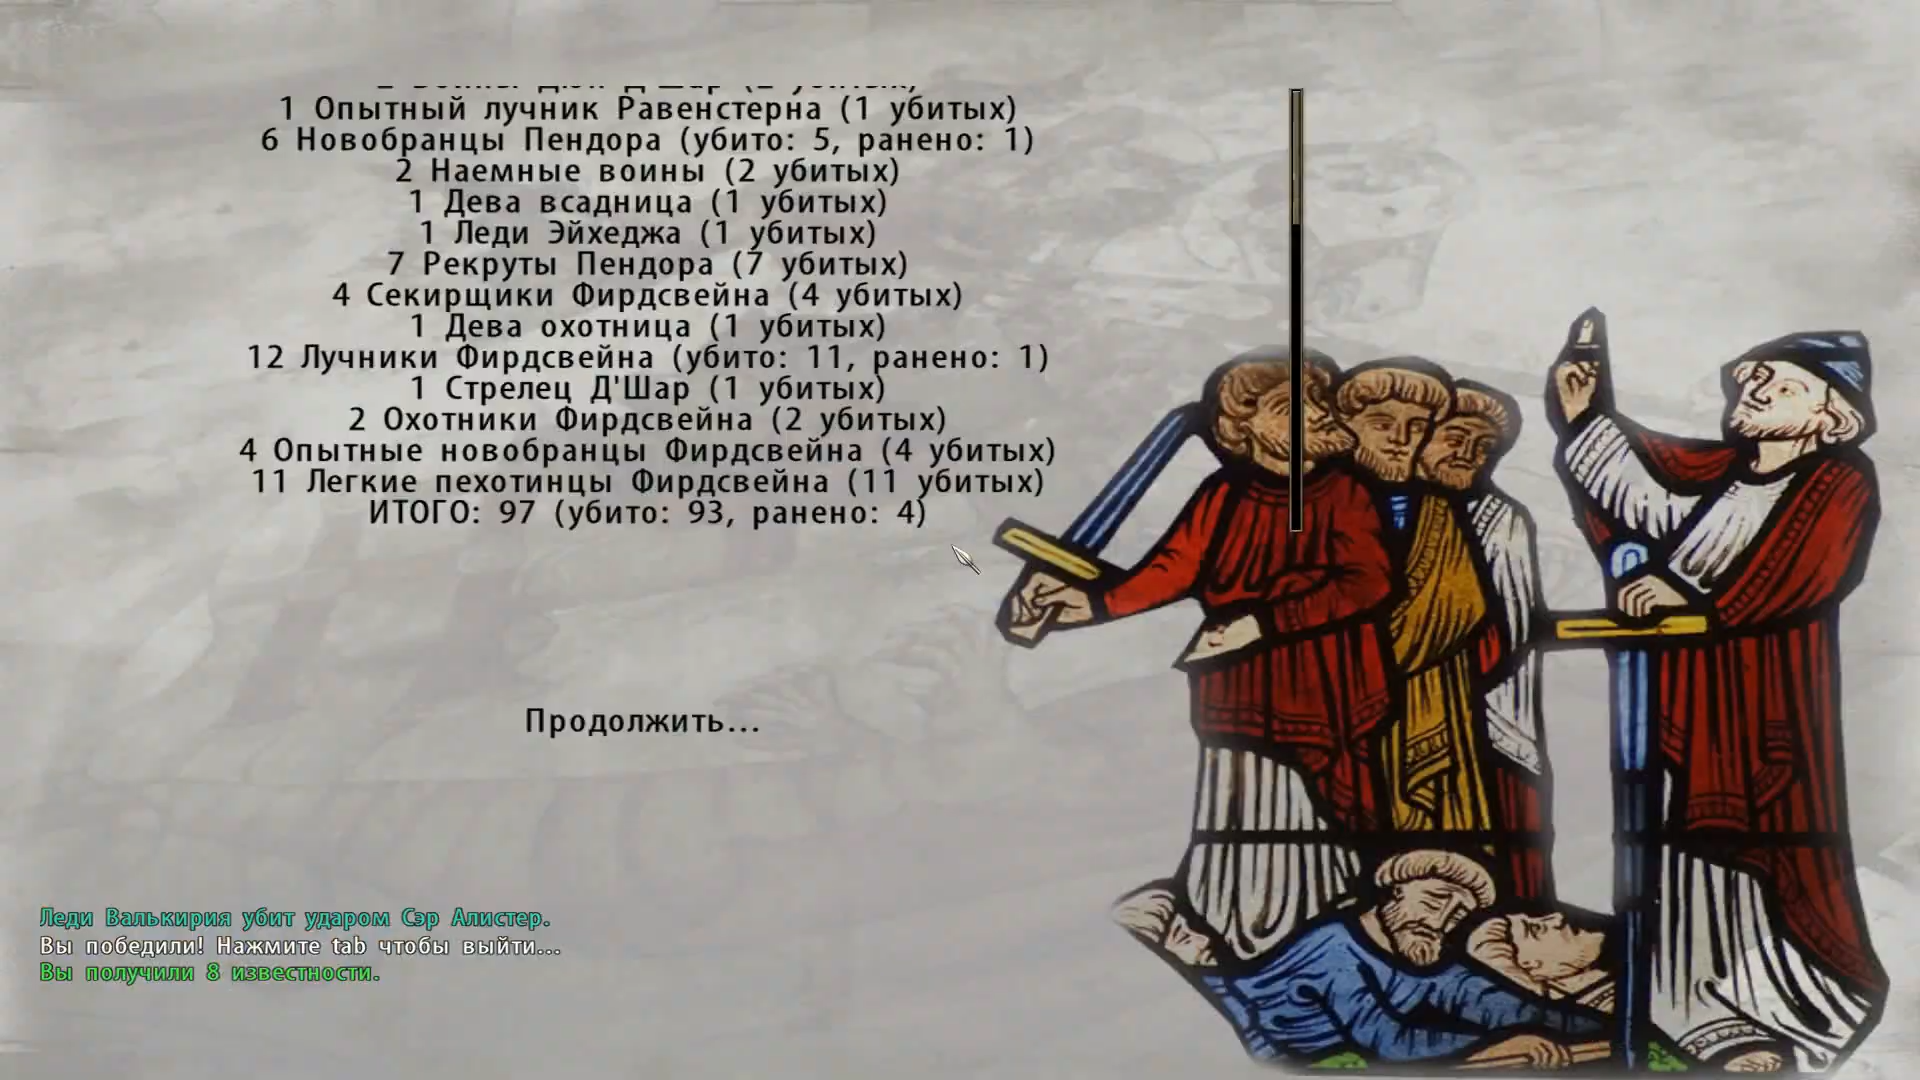 1 Опытный лучник Равенстерна (1 убитых)
6 Новобранцы Пендора (убито: 5, ранено: 1)
2 Наемные воины (2 убитых)
1 Дева всадница (1 убитых)
1 Леди Эйхеджа (1 убитых)
7 Рекруты Пендора (7 убитых)
4 Секирщики Фирдсвейна (4 убитых)
1 Дева охотница (1 убитых)
12 Лучники Фирдсвейна (убито: 11, ранено: 1)
1 Стрелец Д'Шар (1 убитых)
2 Охотники Фирдсвейна (2 убитых)
4 Опытные новобранцы Фирдсвейна (4 убитых)
11 Легкие пехотинцы Фирдсвейна (11 убитых)
ИТОГО: 97 (убито: 93, ранено: 4)
Продолжить...
Леди Валькирия убит ударом Сэр Алистер.
Вы победили! Нажмите tab чтобы выйти...
Вы получили 8 известности.